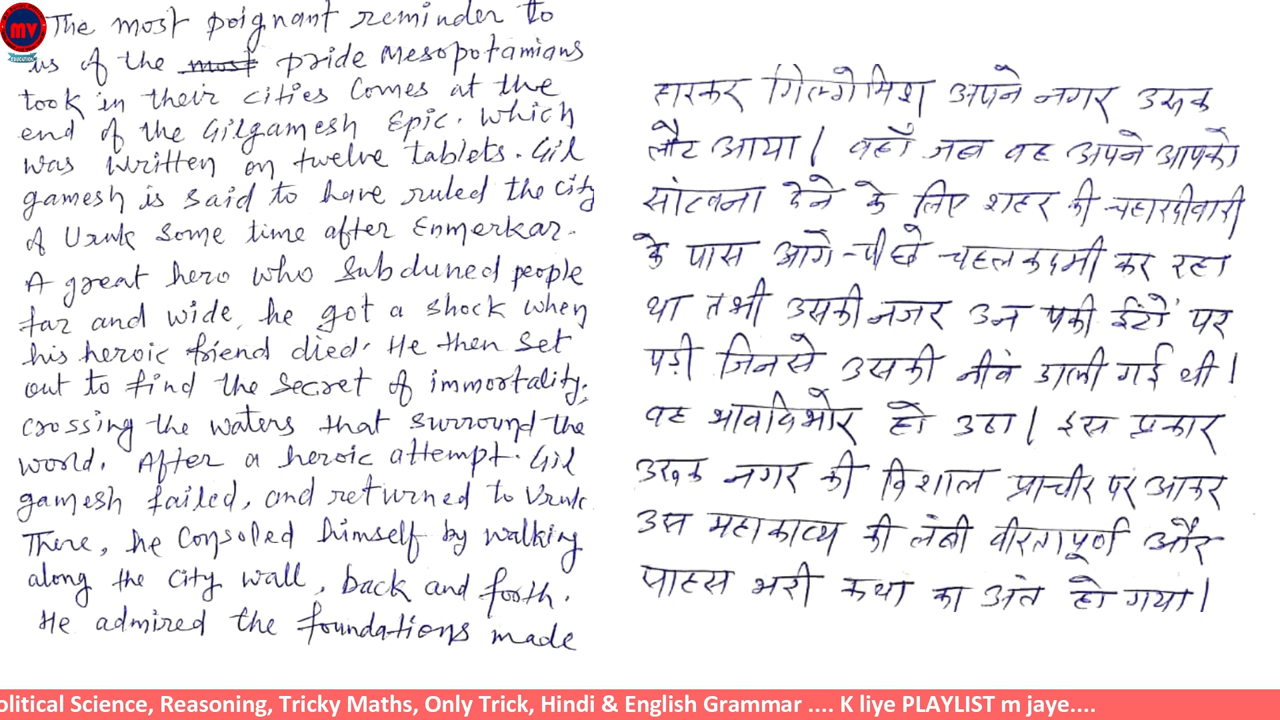 mv
EDUCATION
The most poignant reminder to
us of the most pride Mesopotamians
took in their cities comes at the
end of the Gilgamesh Epic. Which
was written on twelve tablets. Gil
gamesh is said to have ruled the city
of Uruk some time after Enmerkar.
A great hero who subduned people
far and wide, he got a shock when
his heroic friend died. He then set
out to find the secret of immortality,
crossing the waters that surround the
world. After a heroic attempt. Gil
gamesh failed, and returned to Uruk.
There, he consoled himself by walking
along the city wall, back and forth.
He admired the foundations made
हारकर गिल्गेमिश अपने नगर उरूक
लौट आया। वहाँ जब वह अपने आपको
सांत्वना देने के लिए शहर की चहारदीवारी
के पास आगे-पीछे चहलकदमी कर रहा
था तभी उसकी नजर उन पकी ईंटों पर
पड़ी जिनसे उसकी नींव डाली गई थी।
वह भावविभोर हो उठा। इस प्रकार
उरूक नगर की विशाल प्राचीर पर आकर
उस महाकाव्य की लंबी वीरतापूर्ण और
साहस भरी कथा का अंत हो गया।
olitical Science, Reasoning, Tricky Maths, Only Trick, Hindi & English Grammar .... K liye PLAYLIST m jaye....